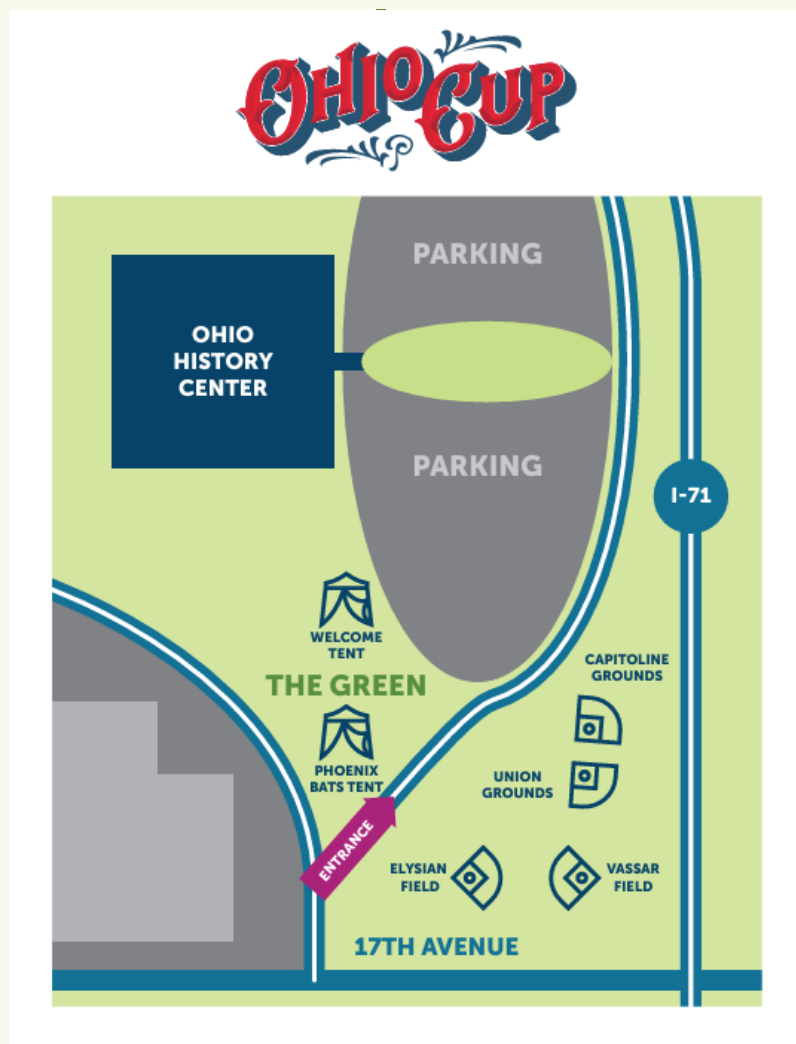 OHIO CUP
PARKING
OHIO
HISTORY
CENTER
PARKING
I-71
WELCOME
TENT
CAPITOLINE
GROUNDS
THE GREEN
PHOENIX
BATS TENT
UNION
GROUNDS
ENTRANCE
ELYSIAN
FIELD
VASSAR
FIELD
17TH AVENUE